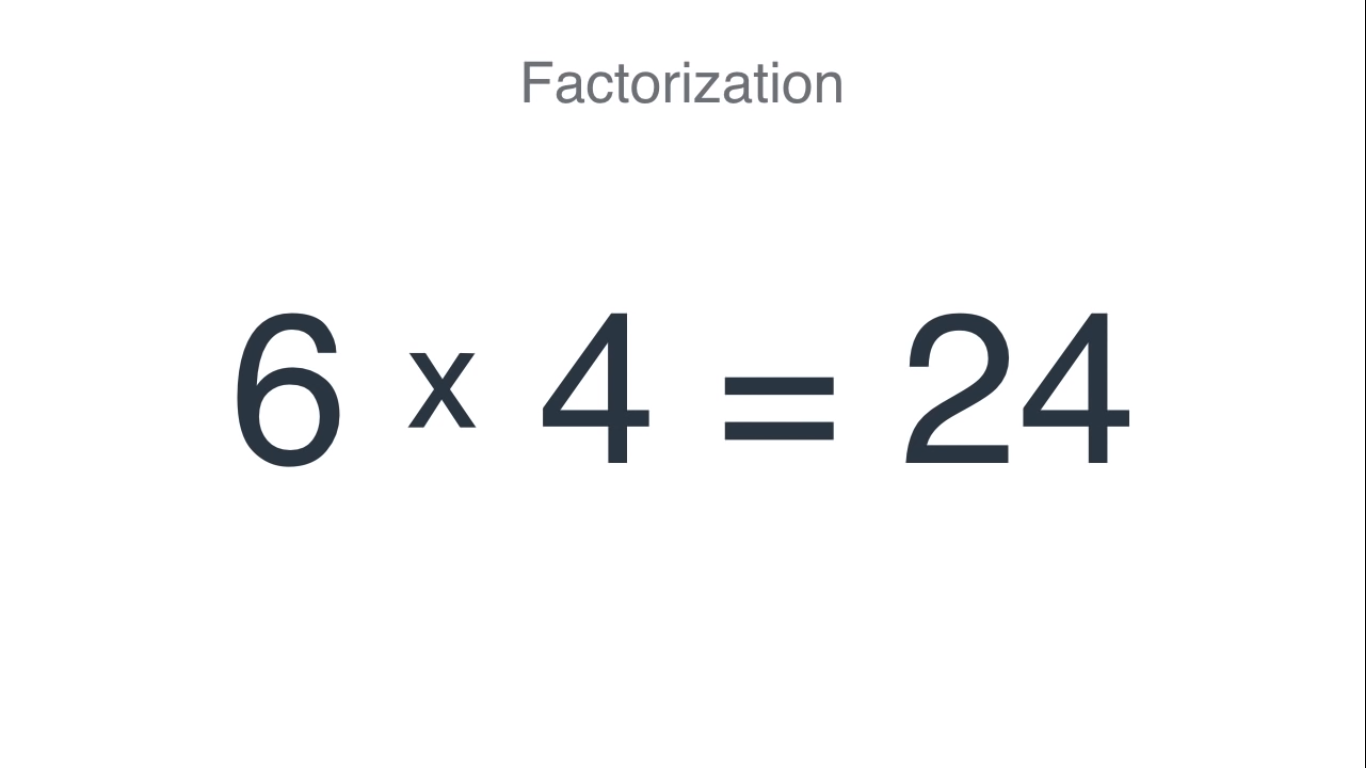 Factorization
6 x 4 = 24